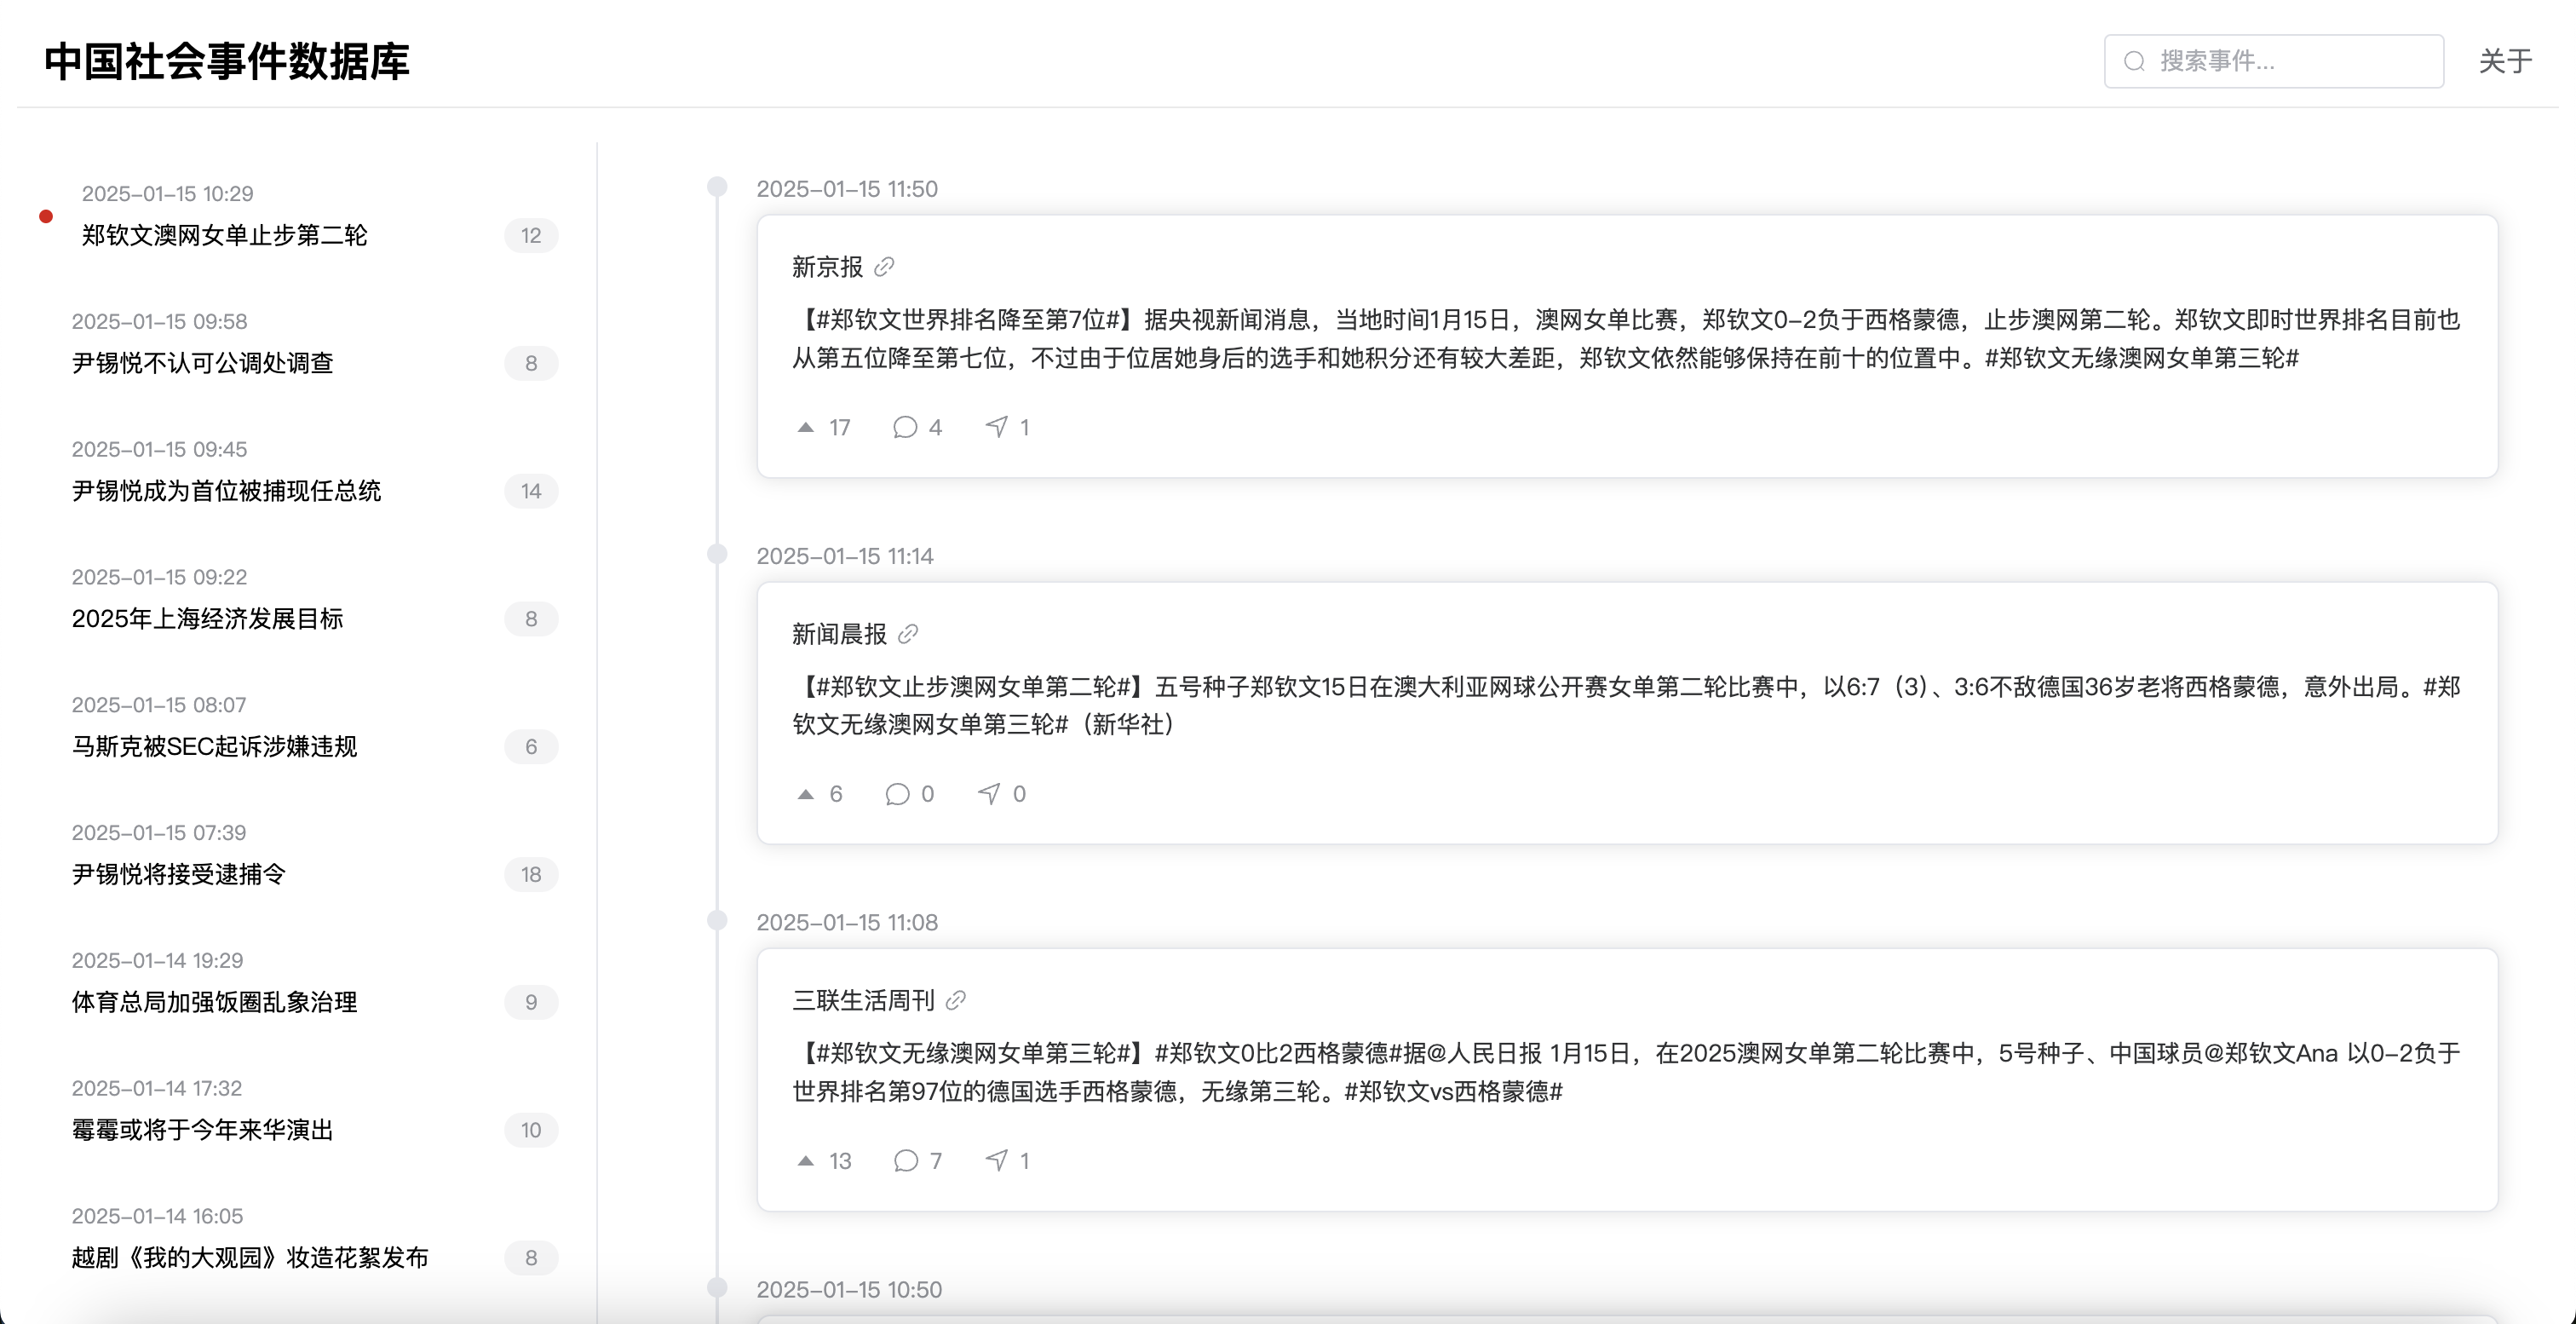 中国社会事件数据库
搜索事件...
关于
2025-01-15 10:29
郑钦文澳网女单止步第二轮
12
2025-01-15 09:58
尹锡悦不认可公调处调查
8
2025-01-15 09:45
尹锡悦成为首位被捕现任总统
14
2025-01-15 09:22
2025年上海经济发展目标
8
2025-01-15 08:07
马斯克被SEC起诉涉嫌违规
6
2025-01-15 07:39
尹锡悦将接受逮捕令
18
2025-01-14 19:29
体育总局加强饭圈乱象治理
9
2025-01-14 17:32
霉霉或将于今年来华演出
10
2025-01-14 16:05
越剧《我的大观园》妆造花絮发布
8
2025-01-15 11:50
新京报
【#郑钦文世界排名降至第7位#】据央视新闻消息，当地时间1月15日，澳网女单比赛，郑钦文0-2负于西格蒙德，止步澳网第二轮。郑钦文即时世界排名目前也
从第五位降至第七位，不过由于位居她身后的选手和她积分还有较大差距，郑钦文依然能够保持在前十的位置中。#郑钦文无缘澳网女单第三轮#
17 4 1
2025-01-15 11:14
新闻晨报
【#郑钦文止步澳网女单第二轮#】五号种子郑钦文15日在澳大利亚网球公开赛女单第二轮比赛中，以6:7（3）、3:6不敌德国36岁老将西格蒙德，意外出局。#郑
钦文无缘澳网女单第三轮#（新华社）
6 0 0
2025-01-15 11:08
三联生活周刊
【#郑钦文无缘澳网女单第三轮#】#郑钦文0比2西格蒙德#据@人民日报 1月15日，在2025澳网女单第二轮比赛中，5号种子、中国球员@郑钦文Ana 以0-2负于
世界排名第97位的德国选手西格蒙德，无缘第三轮。#郑钦文vs西格蒙德#
13 7 1
2025-01-15 10:50